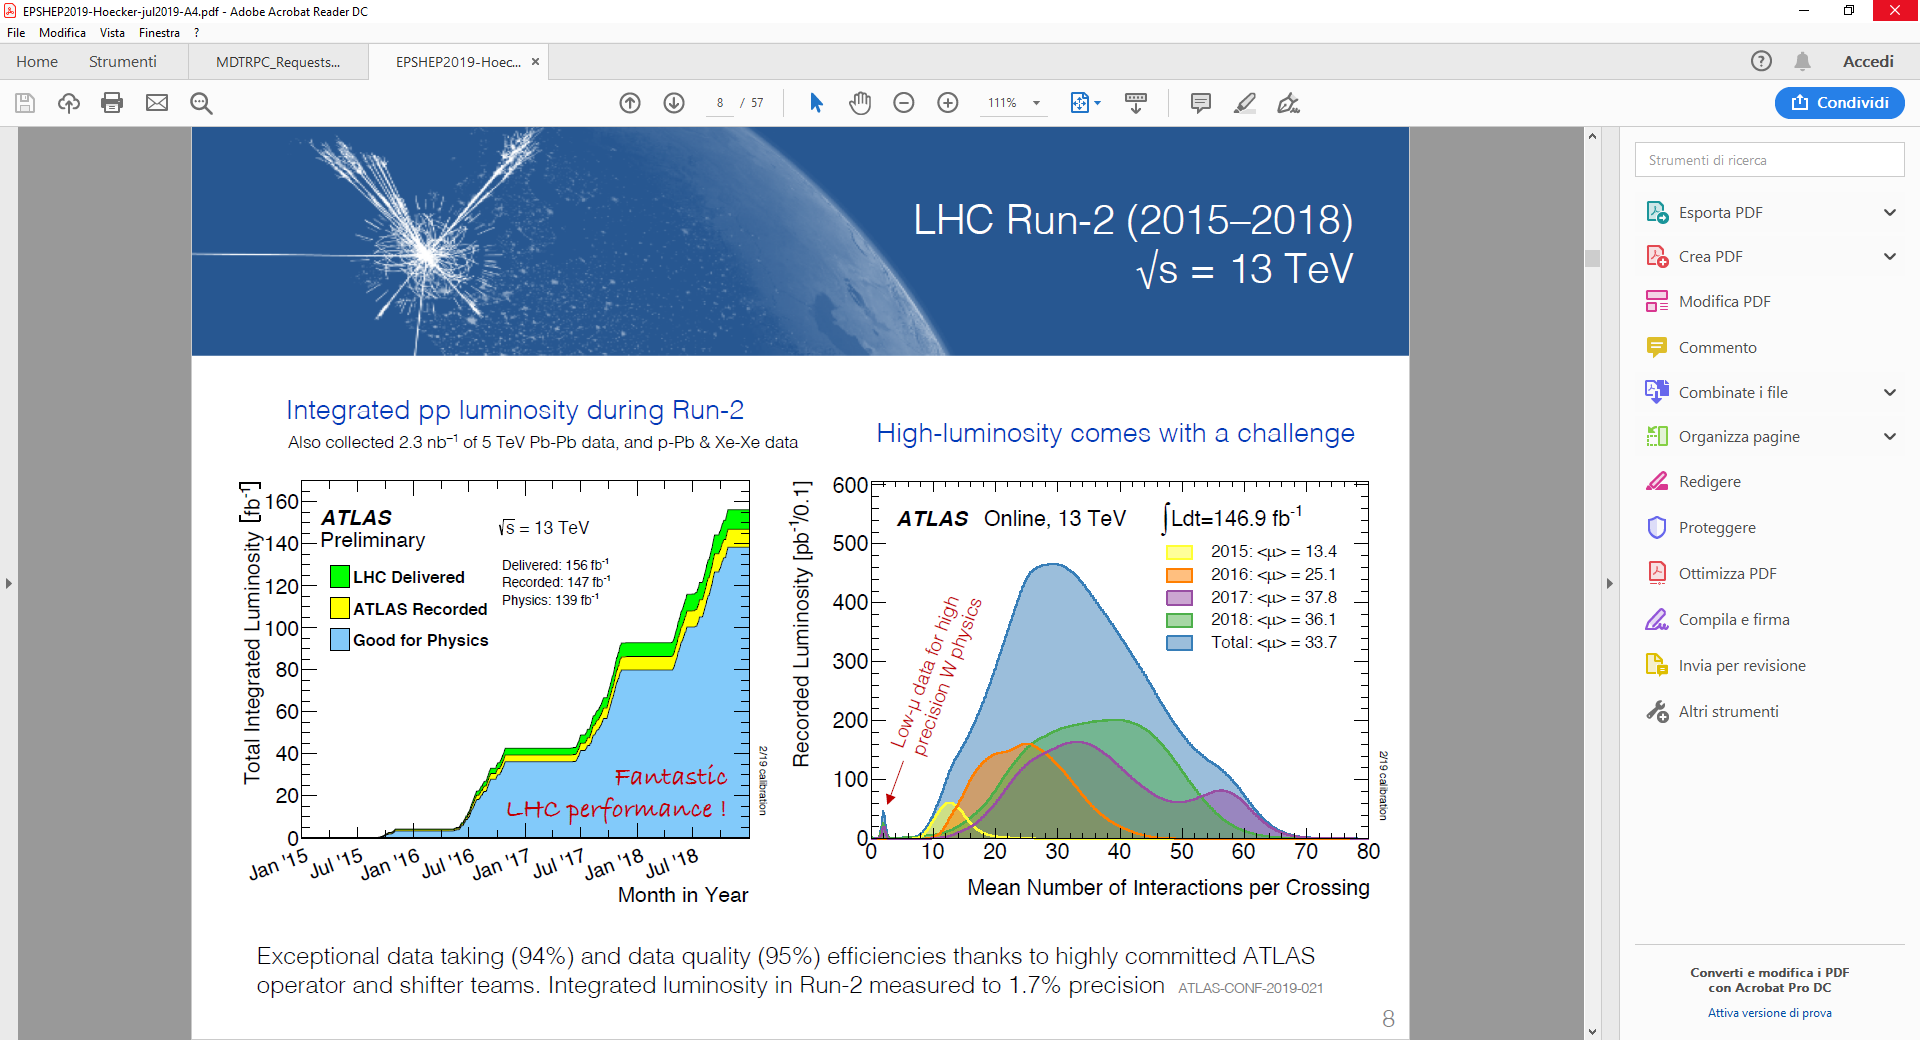 EPSHEP2019-Hoecker-jul2019-A4.pdf - Adobe Acrobat Reader DC
File Modifica Vista Finestra ?
Home Strumenti MDTRPC_Requests... EPSHEP2019-Hoec... × Accedi
8 / 57 111% Condividi
LHC Run-2 (2015–2018)
√s = 13 TeV
Integrated pp luminosity during Run-2
Also collected 2.3 nb⁻¹ of 5 TeV Pb-Pb data, and p-Pb & Xe-Xe data
Total Integrated Luminosity [fb⁻¹]
160
140
120
100
80
60
40
20
0
ATLAS
Preliminary
√s = 13 TeV
Delivered: 156 fb⁻¹
Recorded: 147 fb⁻¹
Physics: 139 fb⁻¹
LHC Delivered
ATLAS Recorded
Good for Physics
Fantastic
LHC performance !
2/19 calibration
Jan '15 Jul '15 Jan '16 Jul '16 Jan '17 Jul '17 Jan '18 Jul '18
Month in Year
High-luminosity comes with a challenge
Recorded Luminosity [pb⁻¹/0.1]
600
500
400
300
200
100
0
ATLAS Online, 13 TeV ∫Ldt=146.9 fb⁻¹
2015: <μ> = 13.4
2016: <μ> = 25.1
2017: <μ> = 37.8
2018: <μ> = 36.1
Total: <μ> = 33.7
Low-μ data for high
precision W physics
2/19 calibration
0 10 20 30 40 50 60 70 80
Mean Number of Interactions per Crossing
Exceptional data taking (94%) and data quality (95%) efficiencies thanks to highly committed ATLAS
operator and shifter teams. Integrated luminosity in Run-2 measured to 1.7% precision ATLAS-CONF-2019-021
8
Strumenti di ricerca
Esporta PDF
Crea PDF
Modifica PDF
Commento
Combinate i file
Organizza pagine
Redigere
Proteggere
Ottimizza PDF
Compila e firma
Invia per revisione
Altri strumenti
Converti e modifica i PDF
con Acrobat Pro DC
Attiva versione di prova